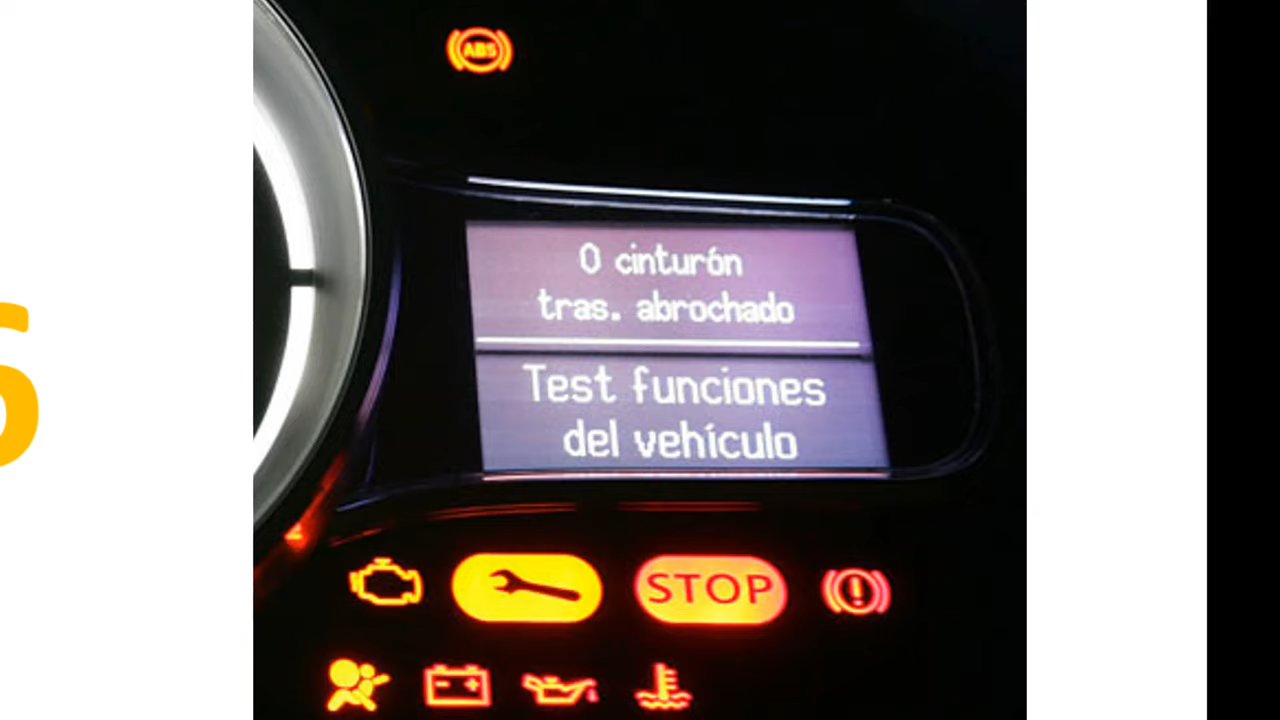 ABS
0 cinturón
tras. abrochado
Test funciones
del vehículo
STOP